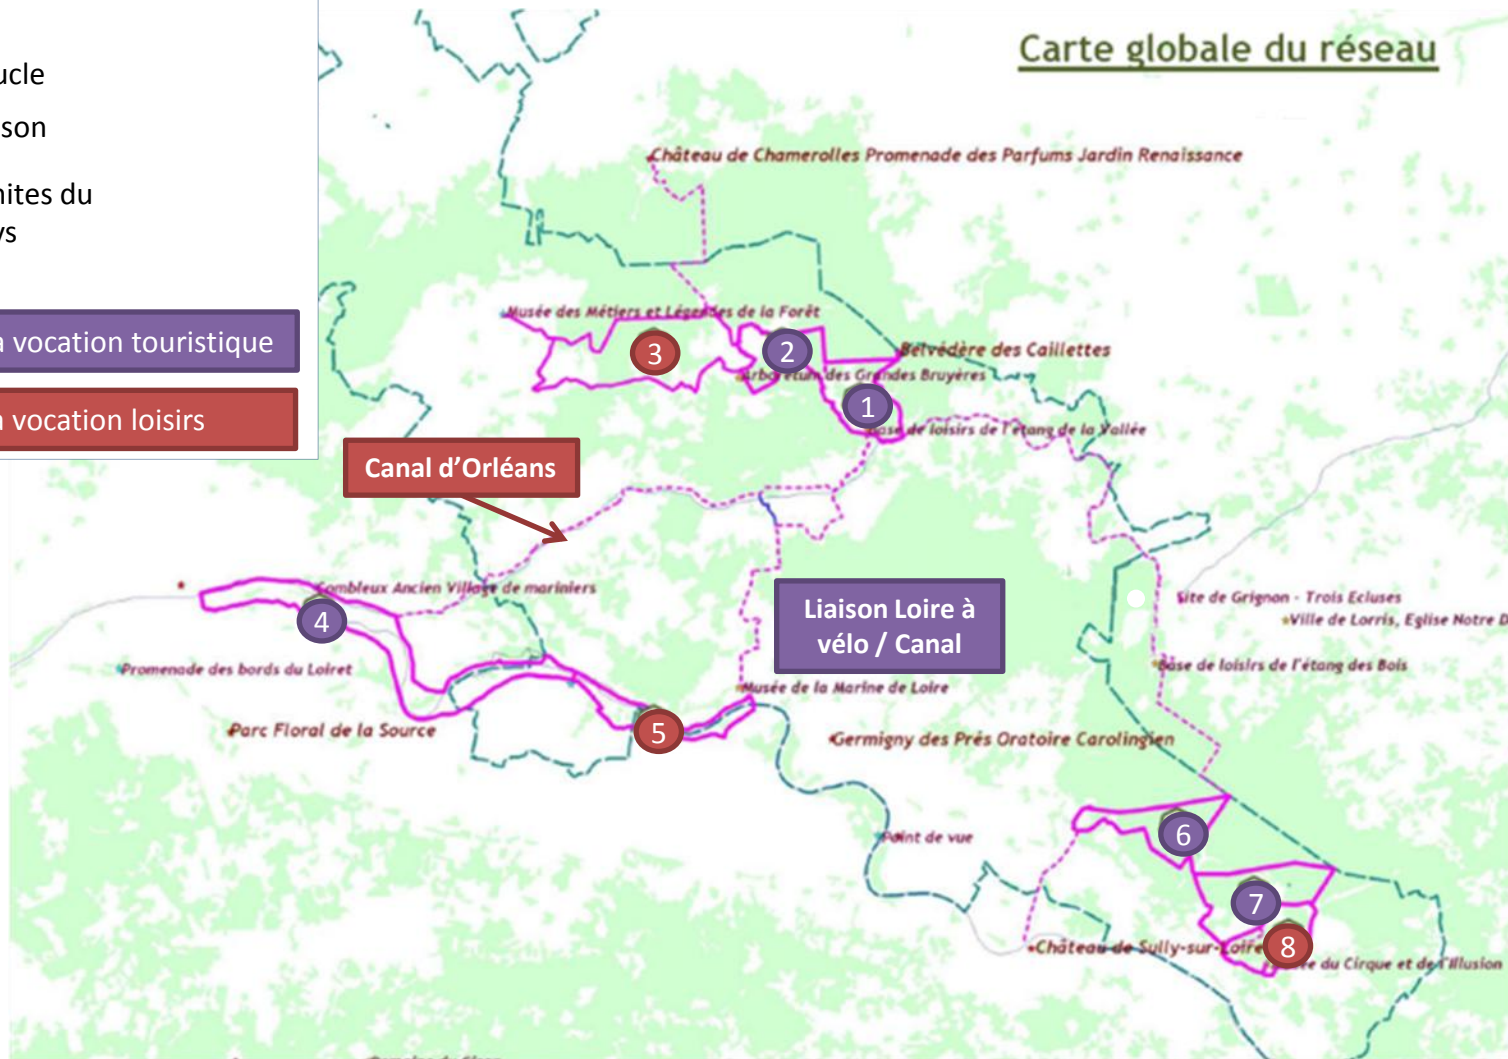 Carte globale du réseau
ucle
son
nites du
ys
à vocation touristique
à vocation loisirs
Château de Chamerolles Promenade des Parfums Jardin Renaissance
Musée des Métiers et Légendes de la Forêt
3
2
Belvédère des Caillettes
Arboretum des Grandes Bruyères
1
Base de loisirs de l'étang de la Vallée
Canal d'Orléans
Combleux Ancien Village de mariniers
4
Liaison Loire à
vélo / Canal
Site de Grignon - Trois Ecluses
Ville de Lorris, Eglise Notre D
Promenade des bords du Loiret
Base de loisirs de l'étang des Bois
Musée de la Marine de Loire
Parc Floral de la Source
5
Germigny des Prés Oratoire Carolingien
Point de vue
6
7
8
Château de Sully-sur-Loire
du Cirque et de l'Illusion